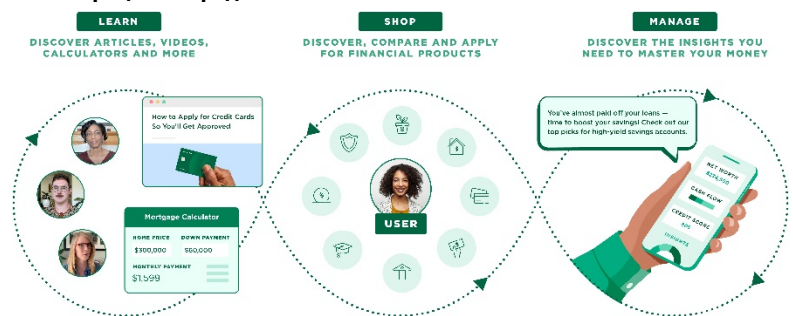 LEARN
DISCOVER ARTICLES, VIDEOS,
CALCULATORS AND MORE
How to Apply for Credit Cards
So You'll Get Approved
Mortgage Calculator
HOME PRICE DOWN PAYMENT
$300,000 $60,000
MONTHLY PAYMENT
$1,599
SHOP
DISCOVER, COMPARE AND APPLY
FOR FINANCIAL PRODUCTS
USER
MANAGE
DISCOVER THE INSIGHTS YOU
NEED TO MASTER YOUR MONEY
You've almost paid off your loans —
time to boost your savings! Check out our
top picks for high-yield savings accounts.
NET WORTH
CASH FLOW
CREDIT SCORE
INSIGHTS